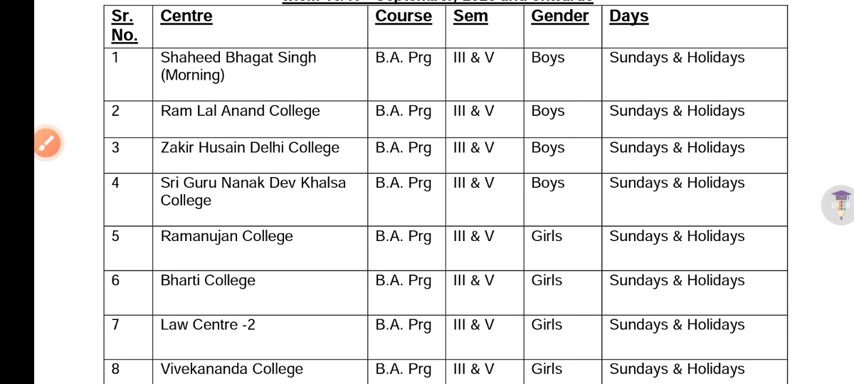 Sr. No. Centre Course Sem Gender Days
1 Shaheed Bhagat Singh (Morning) B.A. Prg III & V Boys Sundays & Holidays
2 Ram Lal Anand College B.A. Prg III & V Boys Sundays & Holidays
3 Zakir Husain Delhi College B.A. Prg III & V Boys Sundays & Holidays
4 Sri Guru Nanak Dev Khalsa College B.A. Prg III & V Boys Sundays & Holidays
5 Ramanujan College B.A. Prg III & V Girls Sundays & Holidays
6 Bharti College B.A. Prg III & V Girls Sundays & Holidays
7 Law Centre -2 B.A. Prg III & V Girls Sundays & Holidays
8 Vivekananda College B.A. Prg III & V Girls Sundays & Holidays